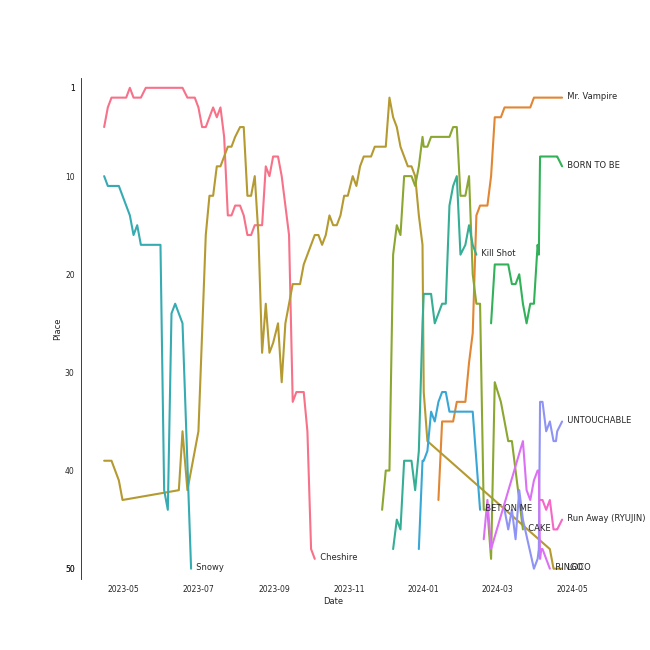 1
Mr. Vampire
BORN TO BE
10
Kill Shot
20
Place
30
UNTOUCHABLE
40
BET ON ME
Run Away (RYUJIN)
CAKE
Cheshire
50
Snowy
RINGO
2023-05
2023-07
2023-09
2023-11
2024-01
2024-03
2024-05
Date